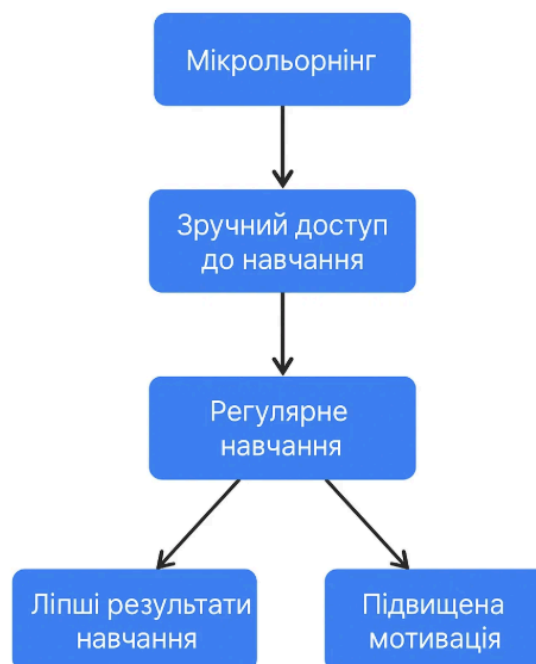 Мікрольорнінг
Зручний доступ
до навчання
Регулярне
навчання
Ліпші результати
навчання
Підвищена
мотивація